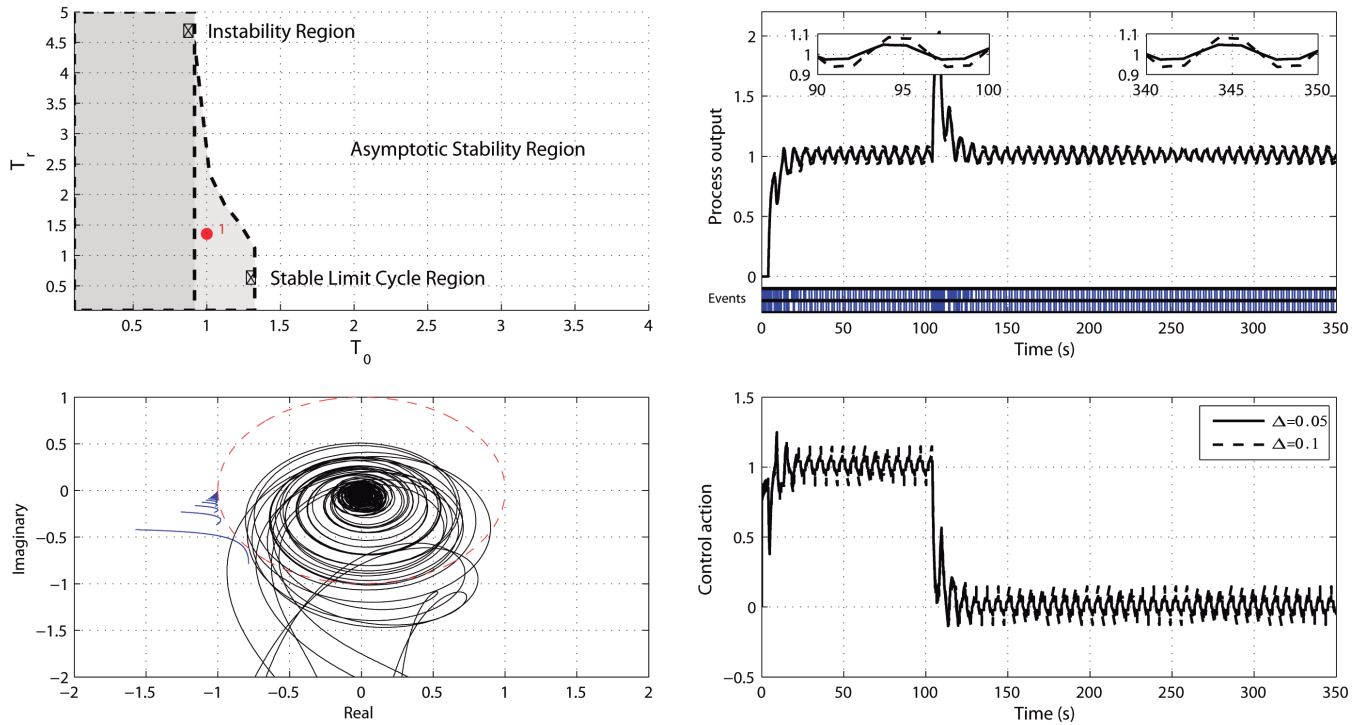 5
4.5
4
3.5
3
2.5
2
1.5
1
0.5
T_r
Instability Region
Asymptotic Stability Region
1
Stable Limit Cycle Region
0.5 1 1.5 2 2.5 3 3.5 4
T_0
2
1.5
1
0.5
0
Process output
1.1
1
0.9
90 95 100
1.1
1
0.9
340 345 350
Events
0 50 100 150 200 250 300 350
Time (s)
1
0.5
0
−0.5
−1
−1.5
−2
Imaginary
−2 −1.5 −1 −0.5 0 0.5 1 1.5 2
Real
1.5
1
0.5
0
−0.5
Control action
Δ=0.05
Δ=0.1
0 50 100 150 200 250 300 350
Time (s)